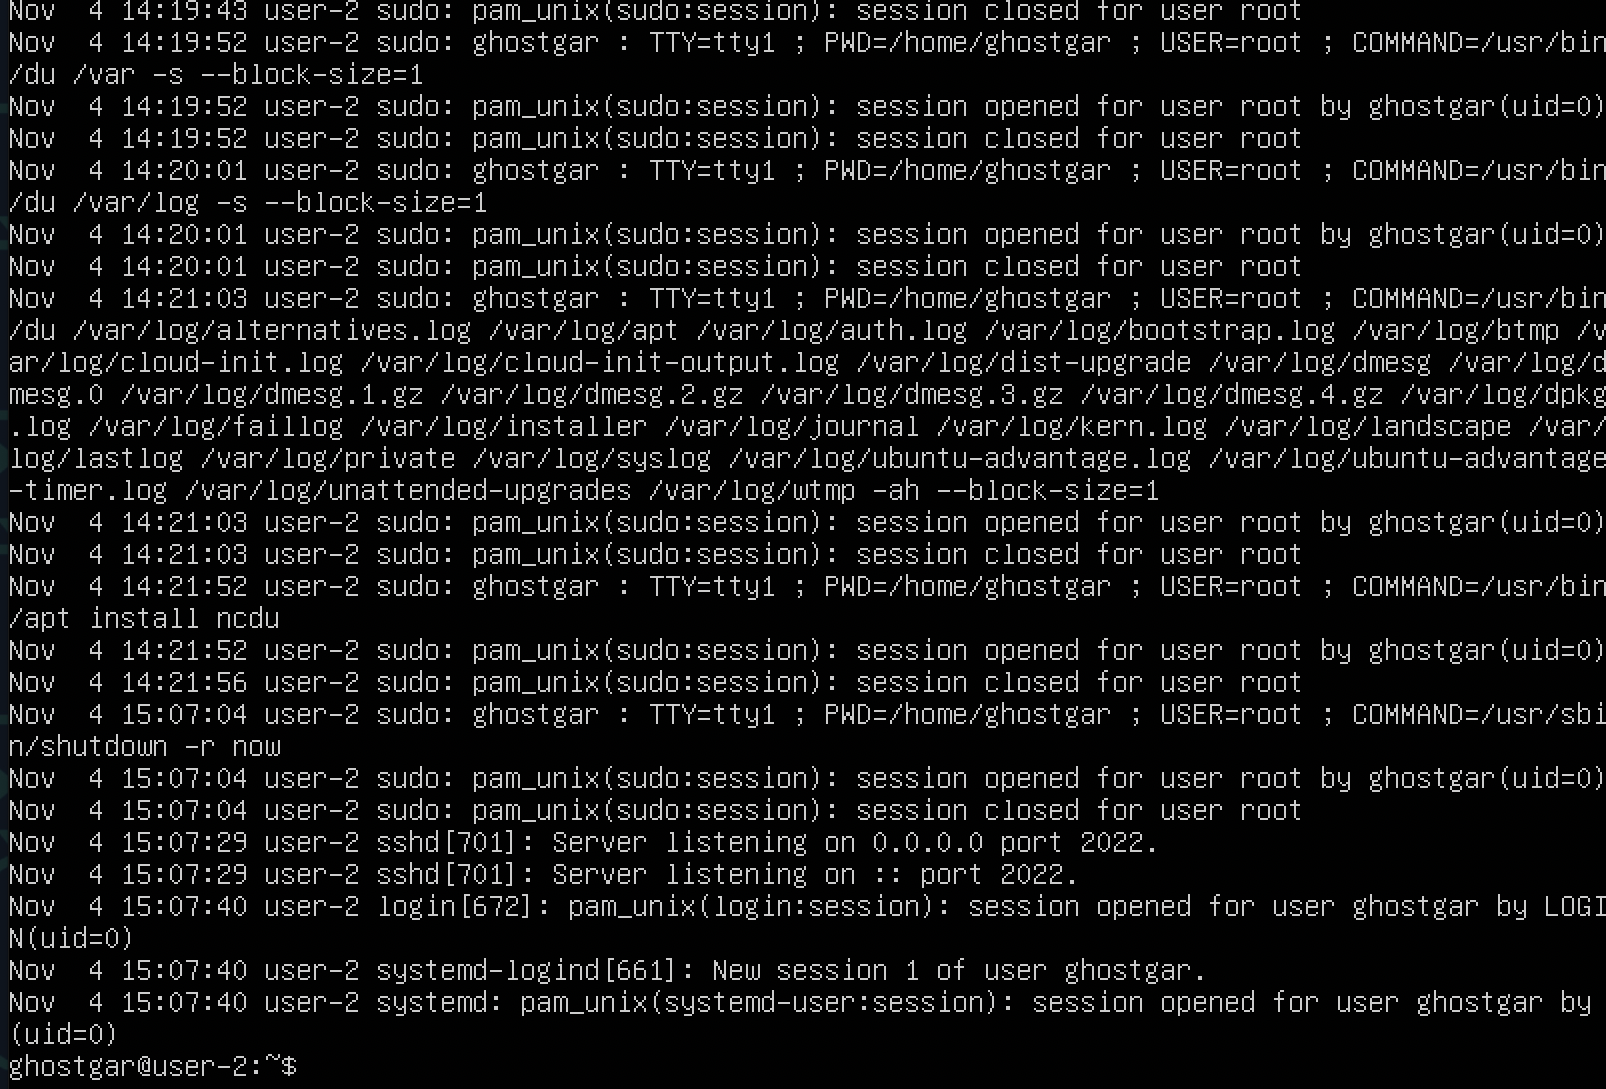 Nov  4 14:19:43 user-2 sudo: pam_unix(sudo:session): session closed for user root
Nov  4 14:19:52 user-2 sudo: ghostgar : TTY=tty1 ; PWD=/home/ghostgar ; USER=root ; COMMAND=/usr/bin
/du /var -s --block-size=1
Nov  4 14:19:52 user-2 sudo: pam_unix(sudo:session): session opened for user root by ghostgar(uid=0)
Nov  4 14:19:52 user-2 sudo: pam_unix(sudo:session): session closed for user root
Nov  4 14:20:01 user-2 sudo: ghostgar : TTY=tty1 ; PWD=/home/ghostgar ; USER=root ; COMMAND=/usr/bin
/du /var/log -s --block-size=1
Nov  4 14:20:01 user-2 sudo: pam_unix(sudo:session): session opened for user root by ghostgar(uid=0)
Nov  4 14:20:01 user-2 sudo: pam_unix(sudo:session): session closed for user root
Nov  4 14:21:03 user-2 sudo: ghostgar : TTY=tty1 ; PWD=/home/ghostgar ; USER=root ; COMMAND=/usr/bin
/du /var/log/alternatives.log /var/log/apt /var/log/auth.log /var/log/bootstrap.log /var/log/btmp /v
ar/log/cloud-init.log /var/log/cloud-init-output.log /var/log/dist-upgrade /var/log/dmesg /var/log/d
mesg.0 /var/log/dmesg.1.gz /var/log/dmesg.2.gz /var/log/dmesg.3.gz /var/log/dmesg.4.gz /var/log/dpkg
.log /var/log/faillog /var/log/installer /var/log/journal /var/log/kern.log /var/log/landscape /var/
log/lastlog /var/log/private /var/log/syslog /var/log/ubuntu-advantage.log /var/log/ubuntu-advantage
-timer.log /var/log/unattended-upgrades /var/log/wtmp -ah --block-size=1
Nov  4 14:21:03 user-2 sudo: pam_unix(sudo:session): session opened for user root by ghostgar(uid=0)
Nov  4 14:21:03 user-2 sudo: pam_unix(sudo:session): session closed for user root
Nov  4 14:21:52 user-2 sudo: ghostgar : TTY=tty1 ; PWD=/home/ghostgar ; USER=root ; COMMAND=/usr/bin
/apt install ncdu
Nov  4 14:21:52 user-2 sudo: pam_unix(sudo:session): session opened for user root by ghostgar(uid=0)
Nov  4 14:21:56 user-2 sudo: pam_unix(sudo:session): session closed for user root
Nov  4 15:07:04 user-2 sudo: ghostgar : TTY=tty1 ; PWD=/home/ghostgar ; USER=root ; COMMAND=/usr/sbi
n/shutdown -r now
Nov  4 15:07:04 user-2 sudo: pam_unix(sudo:session): session opened for user root by ghostgar(uid=0)
Nov  4 15:07:04 user-2 sudo: pam_unix(sudo:session): session closed for user root
Nov  4 15:07:29 user-2 sshd[701]: Server listening on 0.0.0.0 port 2022.
Nov  4 15:07:29 user-2 sshd[701]: Server listening on :: port 2022.
Nov  4 15:07:40 user-2 login[672]: pam_unix(login:session): session opened for user ghostgar by LOGI
N(uid=0)
Nov  4 15:07:40 user-2 systemd-logind[661]: New session 1 of user ghostgar.
Nov  4 15:07:40 user-2 systemd: pam_unix(systemd-user:session): session opened for user ghostgar by
(uid=0)
ghostgar@user-2:~$